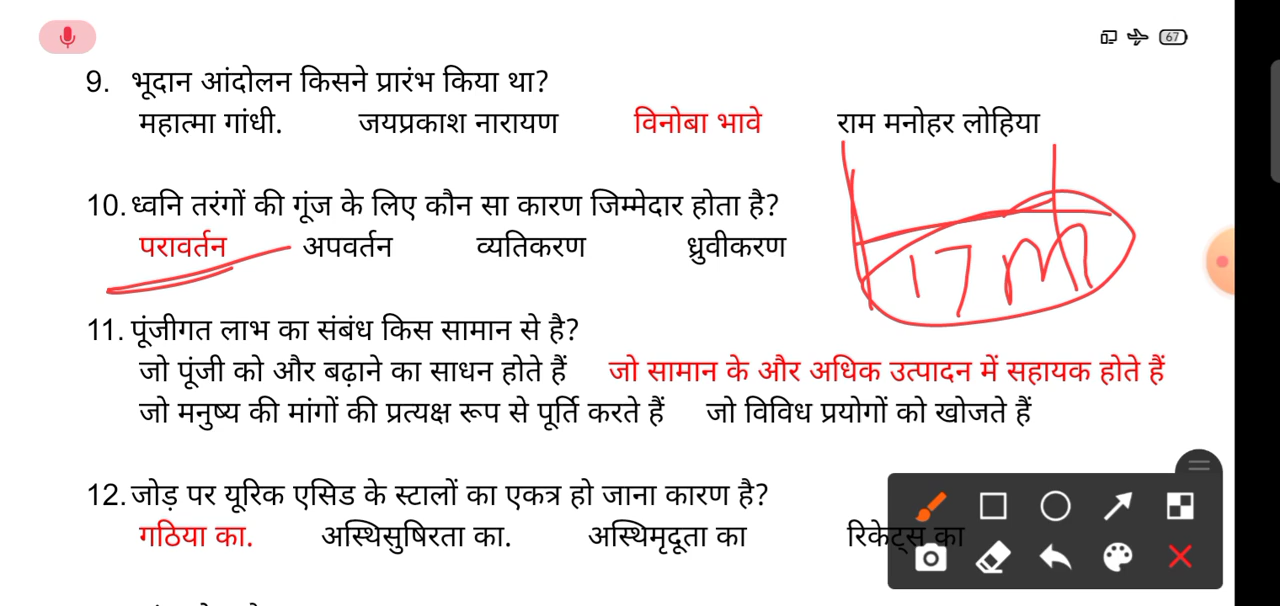 67
9. भूदान आंदोलन किसने प्रारंभ किया था?
महात्मा गांधी. जयप्रकाश नारायण विनोबा भावे राम मनोहर लोहिया
10. ध्वनि तरंगों की गूंज के लिए कौन सा कारण जिम्मेदार होता है?
परावर्तन अपवर्तन व्यतिकरण ध्रुवीकरण
17 m
11. पूंजीगत लाभ का संबंध किस सामान से है?
जो पूंजी को और बढ़ाने का साधन होते हैं जो सामान के और अधिक उत्पादन में सहायक होते हैं
जो मनुष्य की मांगों की प्रत्यक्ष रूप से पूर्ति करते हैं जो विविध प्रयोगों को खोजते हैं
12. जोड़ पर यूरिक एसिड के स्टालों का एकत्र हो जाना कारण है?
गठिया का. अस्थिसुषिरता का. अस्थिमृदूता का रिकेट्स का